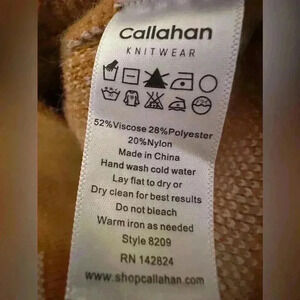 Callahan
KNITWEAR
52%Viscose 28%Polyester
20%Nylon
Made in China
Hand wash cold water
Lay flat to dry or
Dry clean for best results
Do not bleach
Warm iron as needed
Style 8209
RN 142824
www.shopcallahan.com